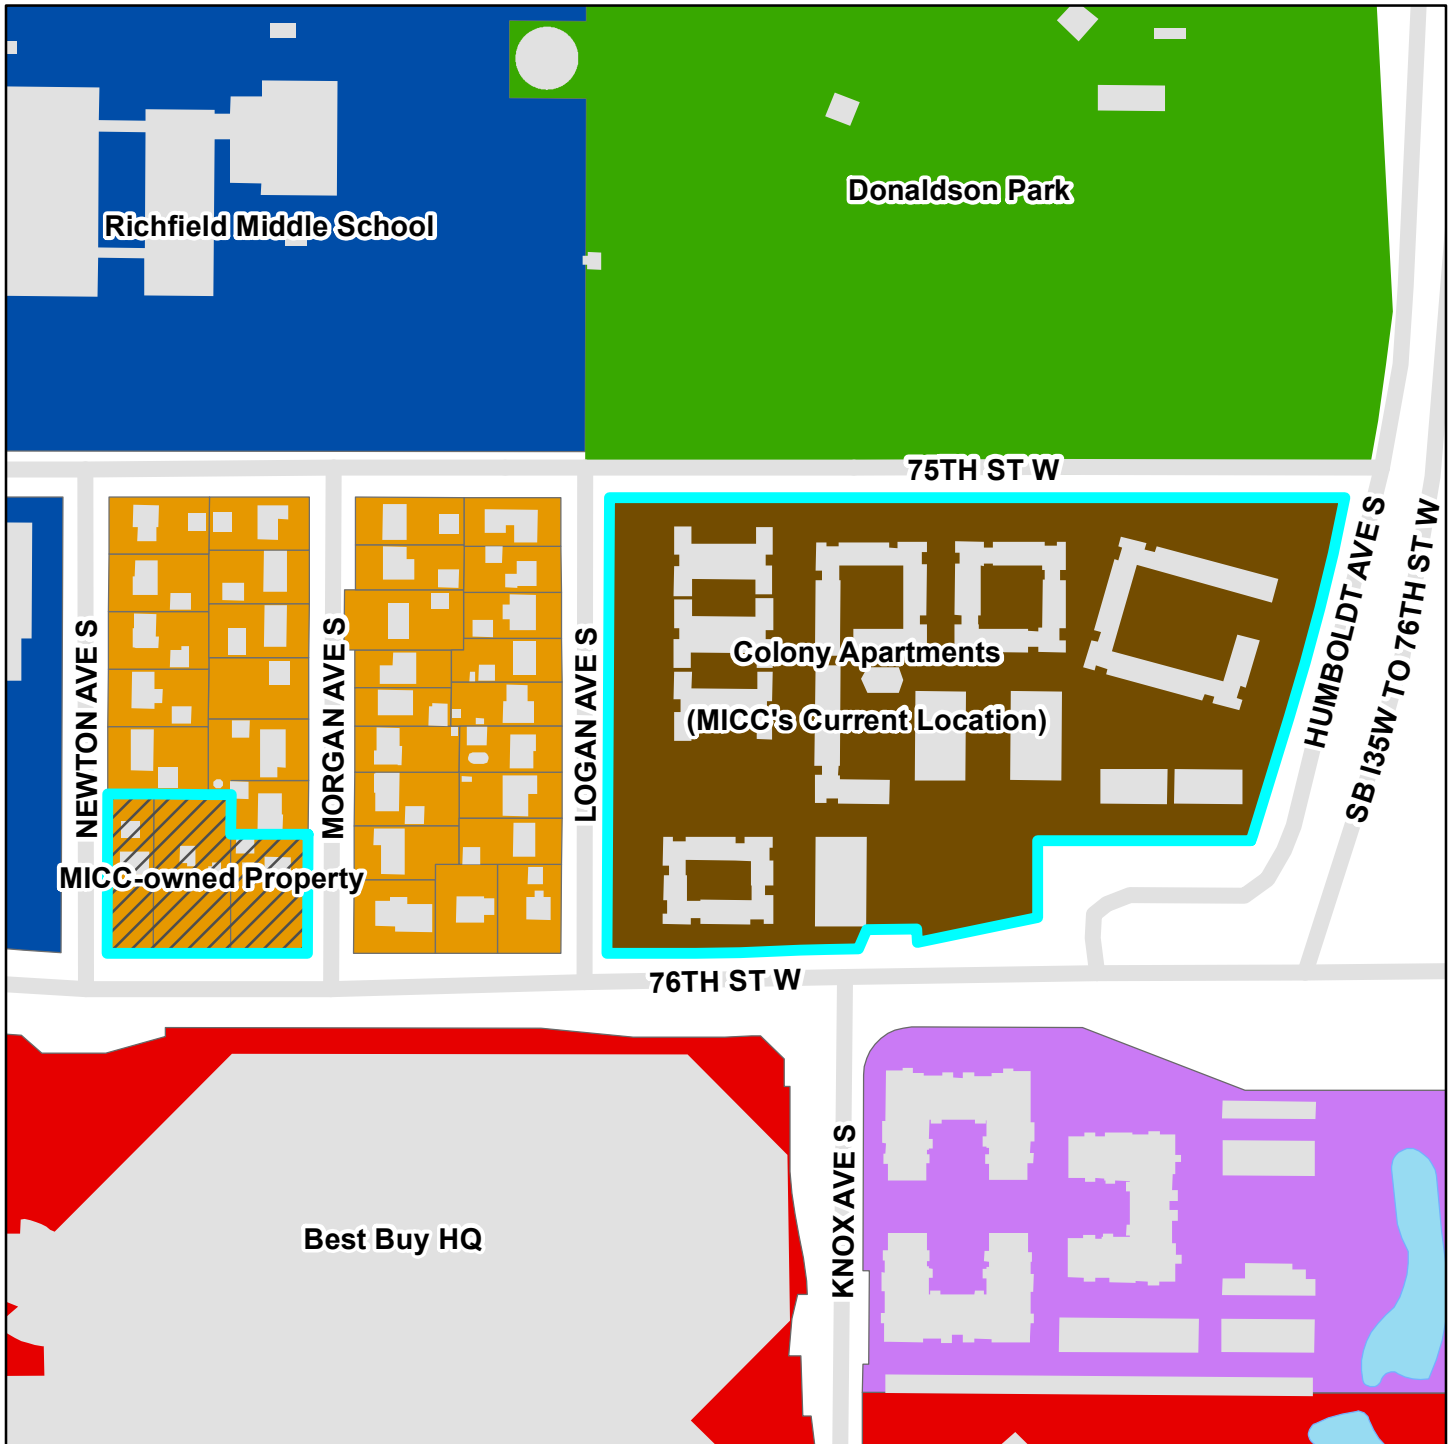 Donaldson Park
Richfield Middle School
75TH ST W
HUMBOLDT AVE S
SB I35W TO 76TH ST W
NEWTON AVE S
MORGAN AVE S
LOGAN AVE S
Colony Apartments
(MICC's Current Location)
MICC-owned Property
76TH ST W
KNOX AVE S
Best Buy HQ